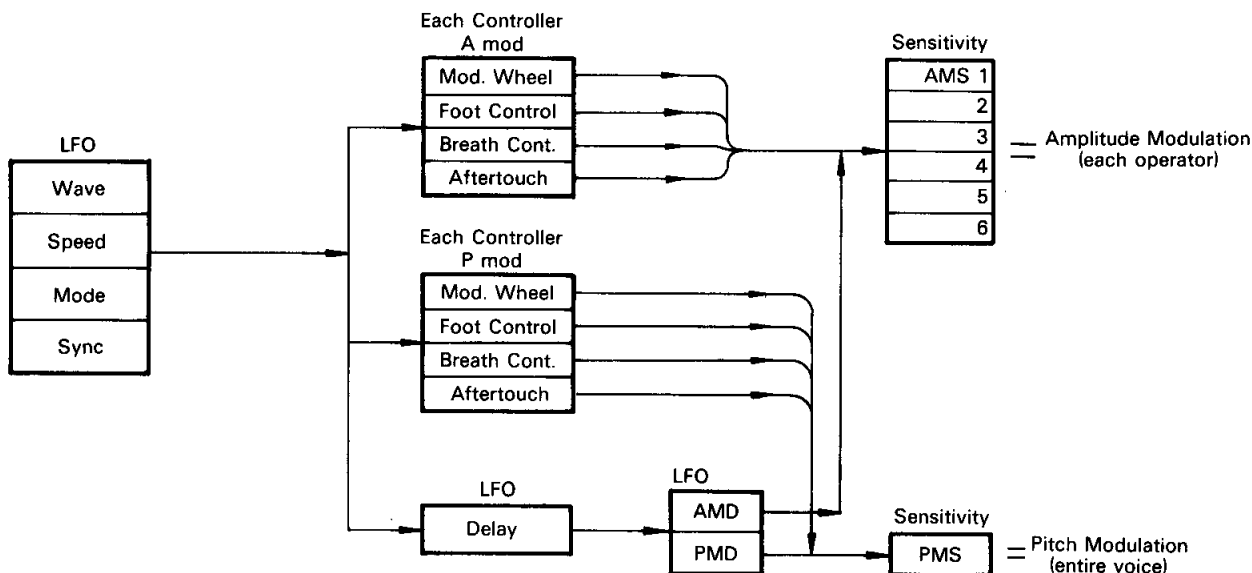 LFO
Wave
Speed
Mode
Sync
Each Controller
A mod
Mod. Wheel
Foot Control
Breath Cont.
Aftertouch
Each Controller
P mod
Mod. Wheel
Foot Control
Breath Cont.
Aftertouch
LFO
Delay
LFO
AMD
PMD
Sensitivity
AMS 1
2
3
4
5
6
= Amplitude Modulation
(each operator)
Sensitivity
PMS
= Pitch Modulation
(entire voice)